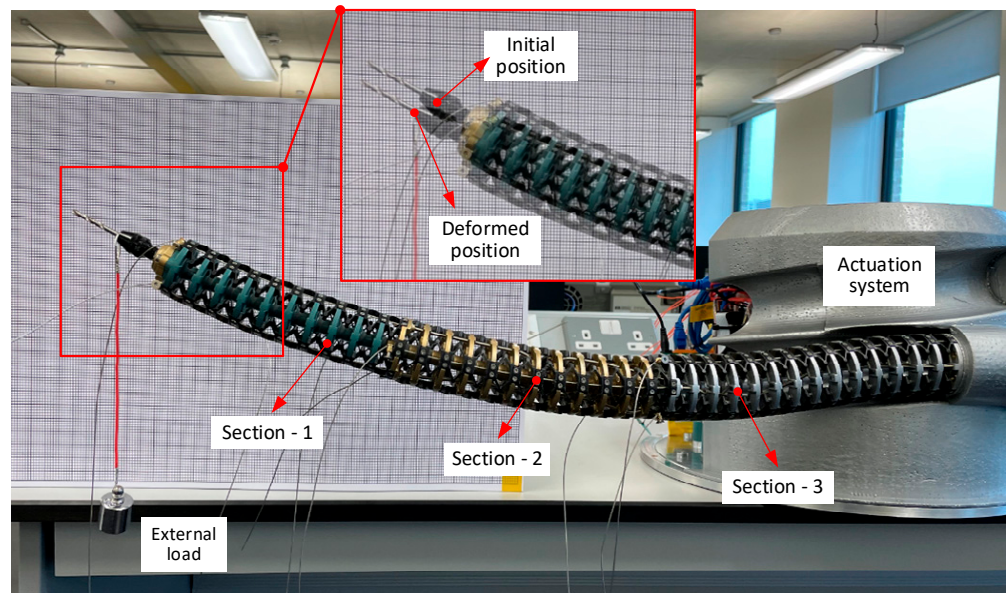 Initial
position
Deformed
position
Actuation
system
Section - 1
Section - 2
Section - 3
External
load